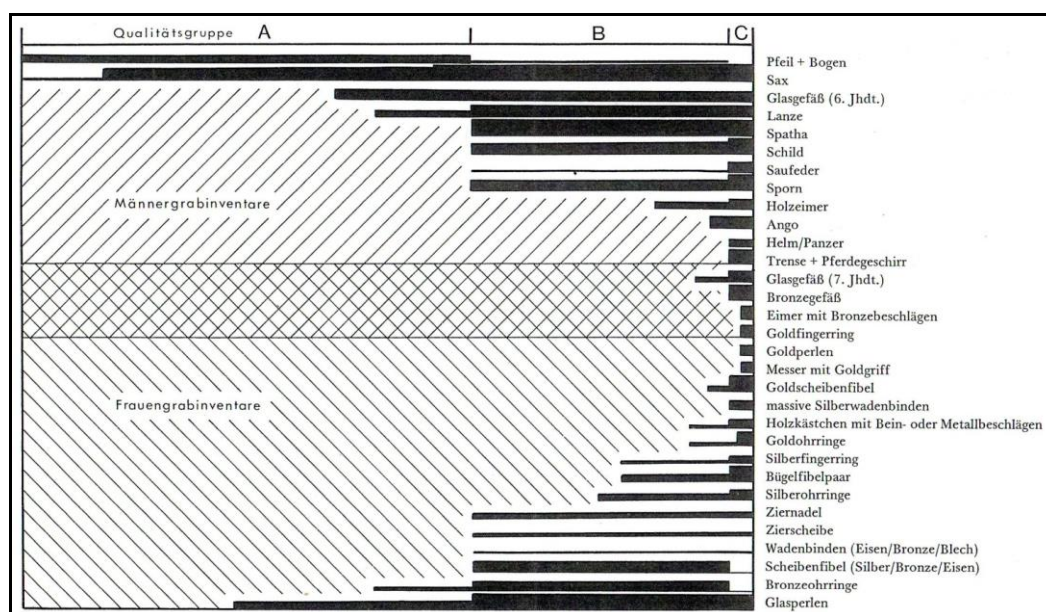 Qualitätsgruppe A B C
Pfeil + Bogen
Sax
Glasgefäß (6. Jhdt.)
Lanze
Spatha
Schild
Saufeder
Sporn
Männergrabinventare
Holzeimer
Ango
Helm/Panzer
Trense + Pferdegeschirr
Glasgefäß (7. Jhdt.)
Bronzegefäß
Eimer mit Bronzebeschlägen
Goldfingerring
Goldperlen
Messer mit Goldgriff
Goldscheibenfibel
Frauengrabinventare
massive Silberwadenbinden
Holzkästchen mit Bein- oder Metallbeschlägen
Goldohrringe
Silberfingerring
Bügelfibelpaar
Silberohrringe
Ziernadel
Zierscheibe
Wadenbinden (Eisen/Bronze/Blech)
Scheibenfibel (Silber/Bronze/Eisen)
Bronzeohrringe
Glasperlen